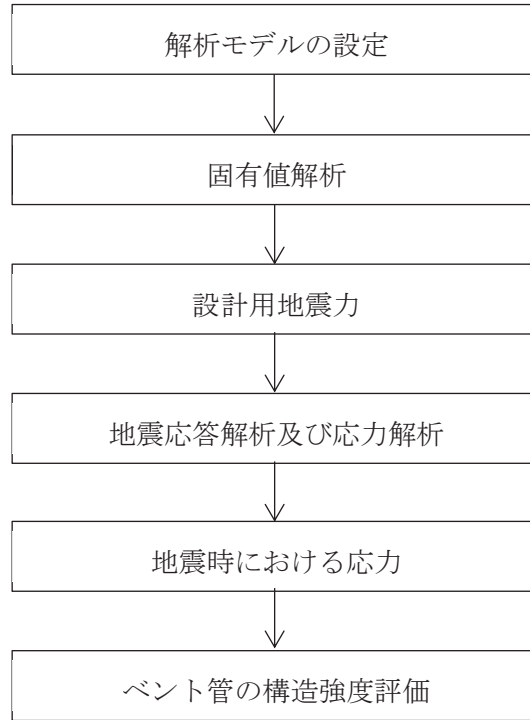 解析モデルの設定
固有値解析
設計用地震力
地震応答解析及び応力解析
地震時における応力
ベント管の構造強度評価